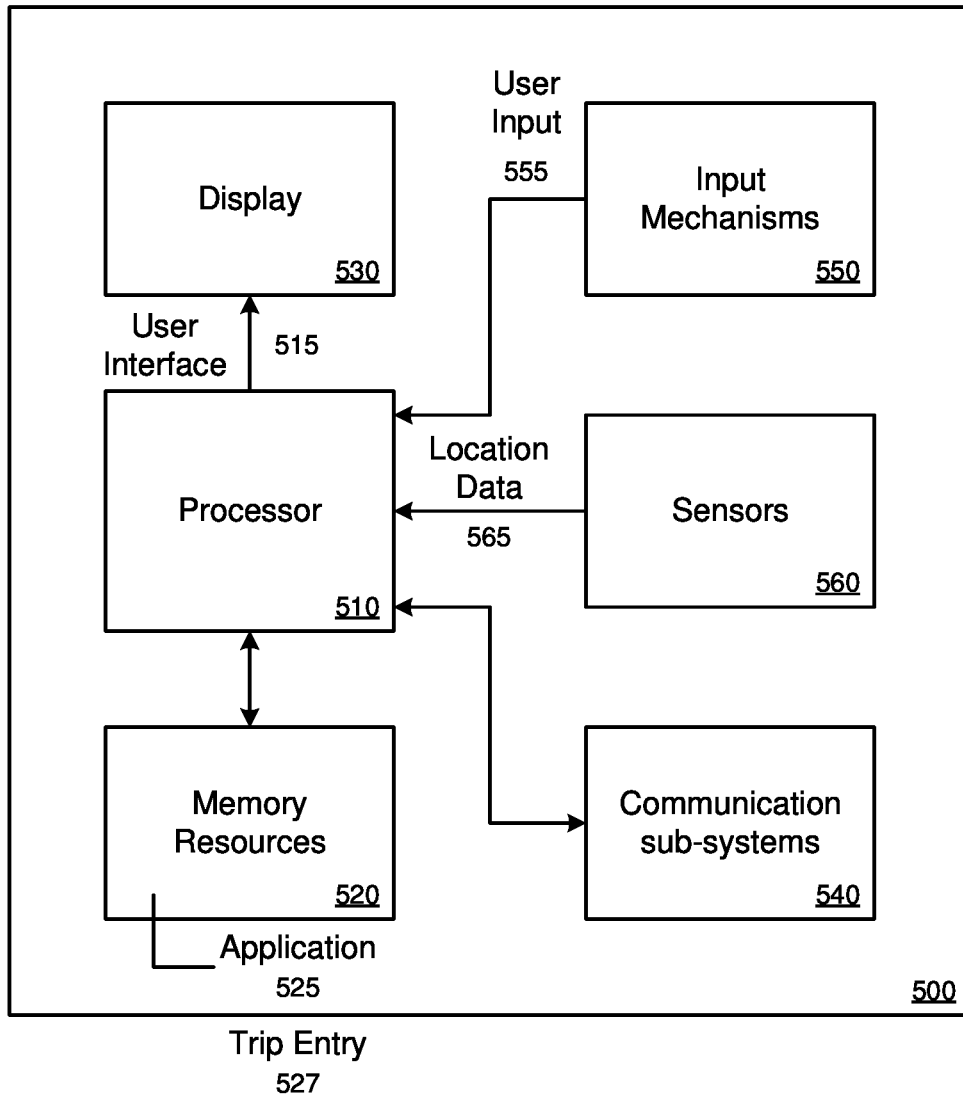 User
Input
555
Display
530
Input
Mechanisms
550
User
Interface
515
Processor
510
Location
Data
565
Sensors
560
Memory
Resources
520
Communication
sub-systems
540
Application
525
500
Trip Entry
527